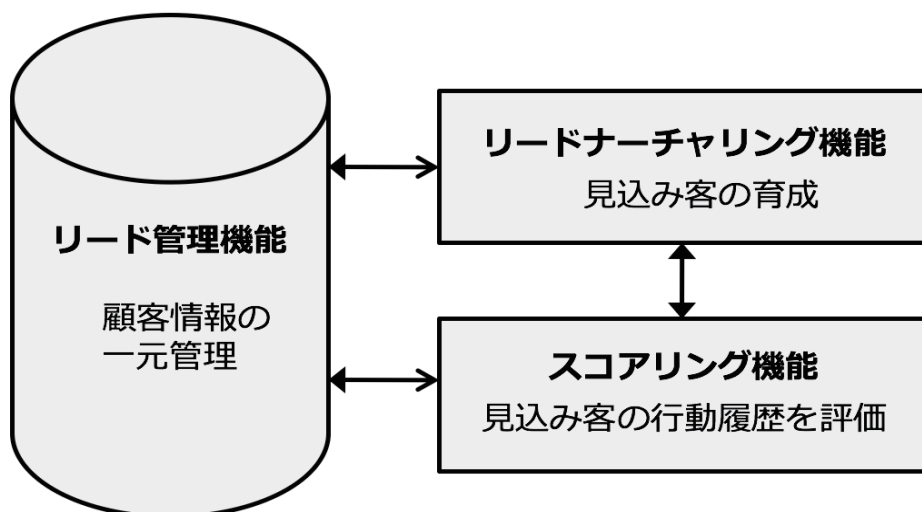 リード管理機能
顧客情報の
一元管理
リードナーチャリング機能
見込み客の育成
スコアリング機能
見込み客の行動履歴を評価